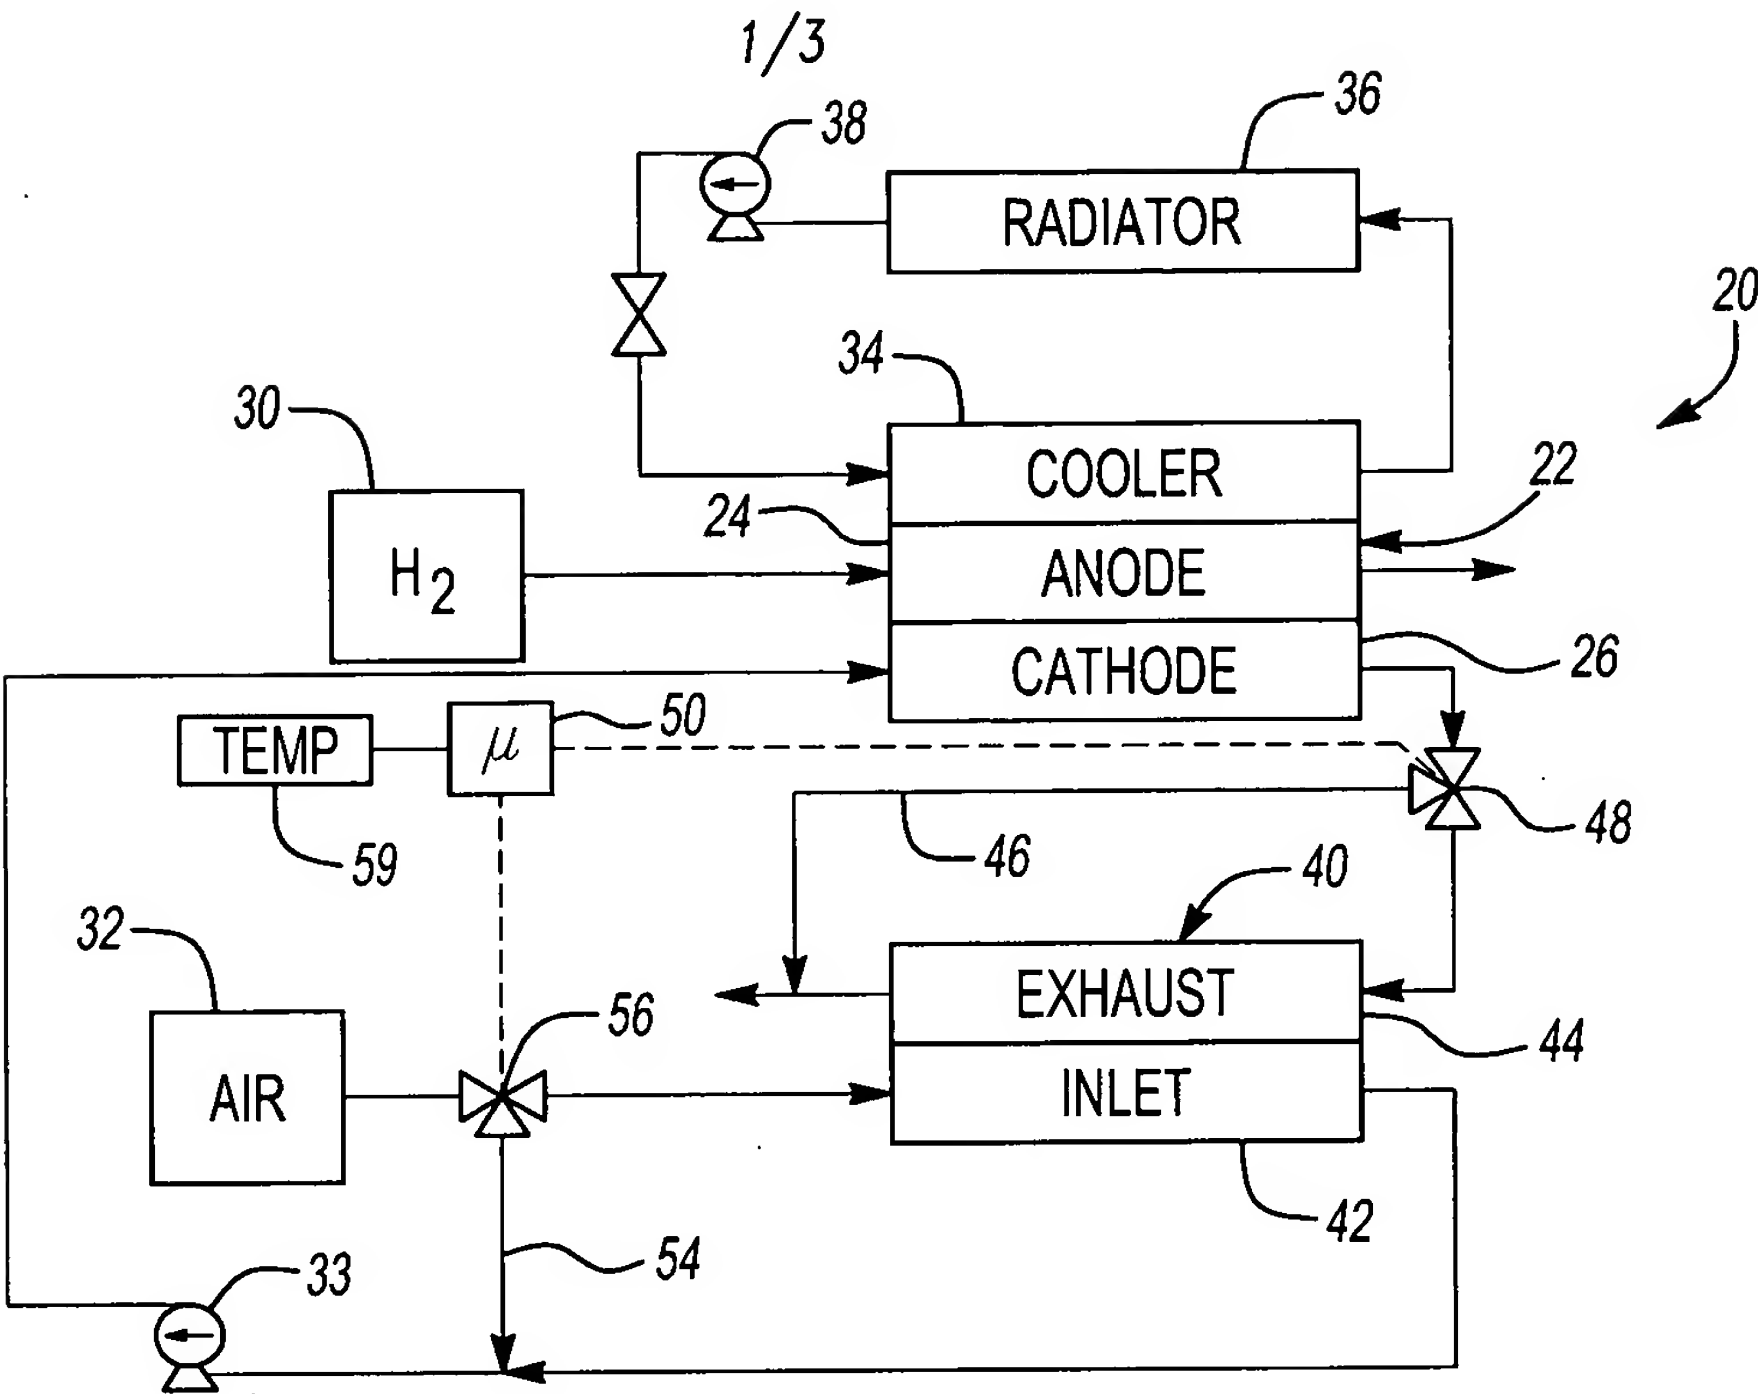 1/3
38
36
RADIATOR
20
34
30
COOLER
22
24
H2
ANODE
CATHODE
26
50
TEMP
μ
48
59
46
40
32
EXHAUST
56
44
AIR
INLET
42
54
33